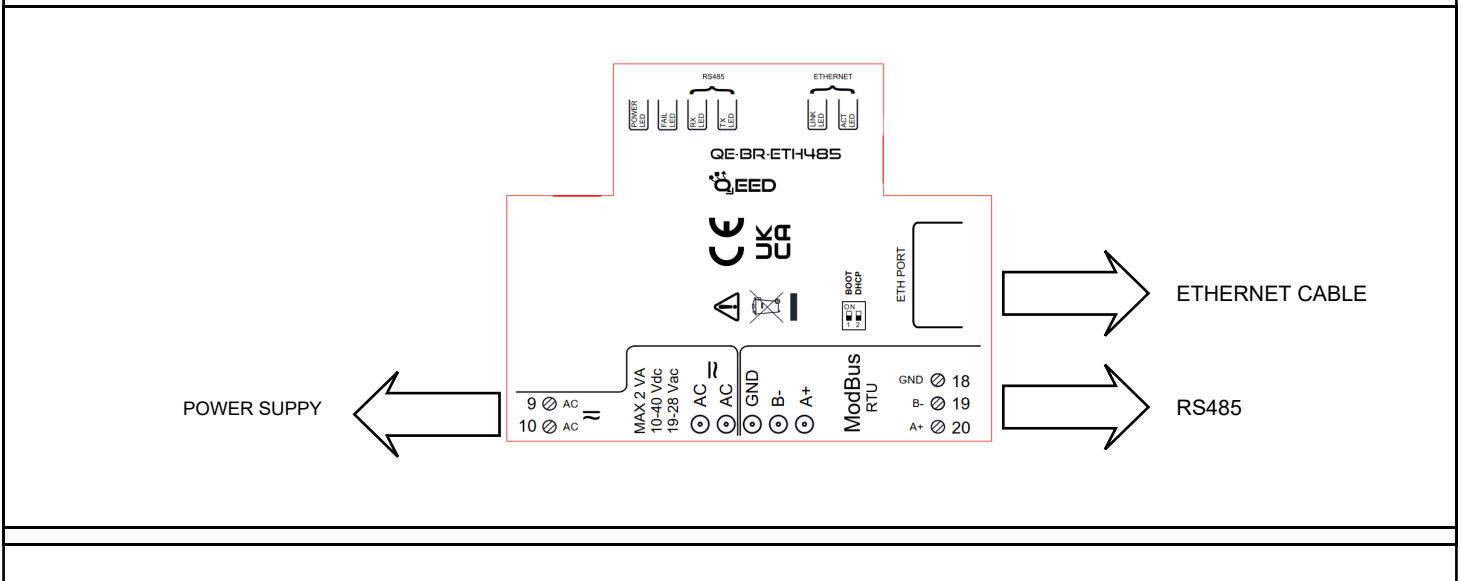 RS485
ETHERNET
POWER LED
FAIL LED
RX LED
TX LED
LINK LED
ACT LED
QE-BR-ETH485
QEED
CE
UK
CA
BOOT
DHCP
ON
1 2
ETH PORT
ETHERNET CABLE
POWER SUPPY
9 AC
10 AC
MAX 2 VA
10-40 Vdc
19-28 Vac
AC
AC
GND
B-
A+
ModBus
RTU
GND 18
B- 19
A+ 20
RS485